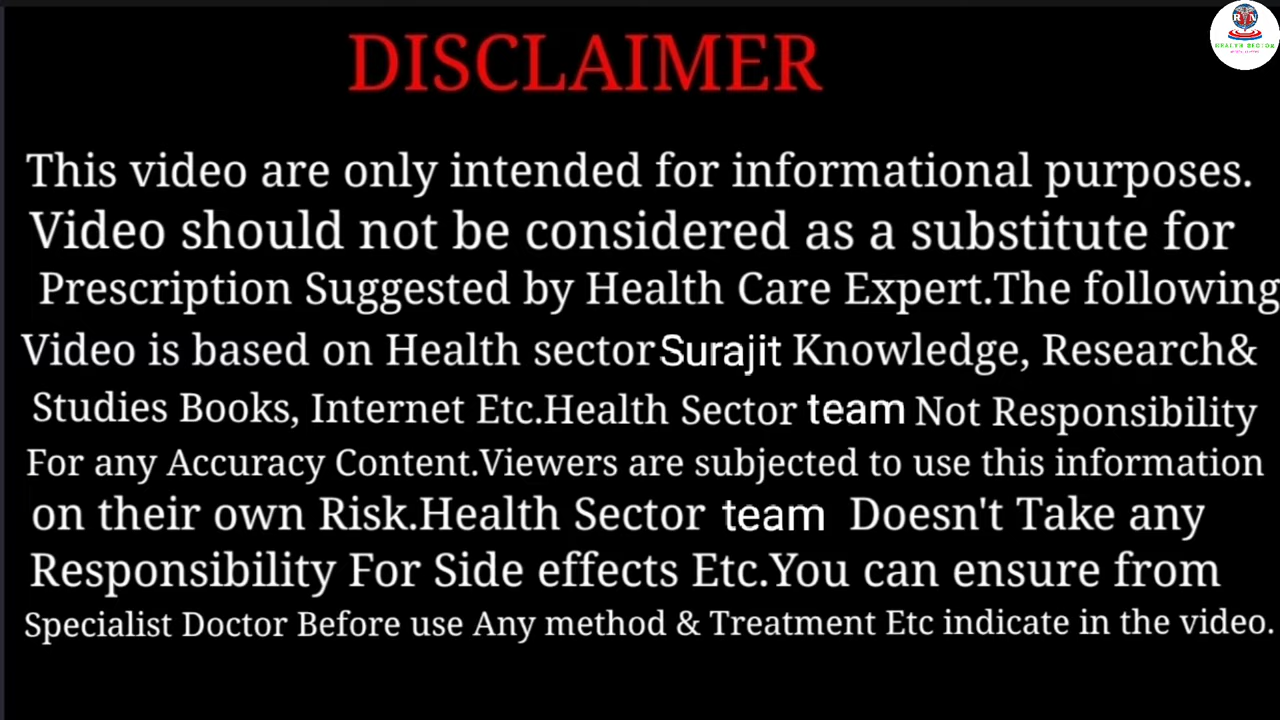 DISCLAIMER
RN
HEALTH SECTOR
This video are only intended for informational purposes.
Video should not be considered as a substitute for
Prescription Suggested by Health Care Expert.The following
Video is based on Health sector Surajit Knowledge, Research&
Studies Books, Internet Etc.Health Sector team Not Responsibility
For any Accuracy Content.Viewers are subjected to use this information
on their own Risk.Health Sector team Doesn't Take any
Responsibility For Side effects Etc.You can ensure from
Specialist Doctor Before use Any method & Treatment Etc indicate in the video.